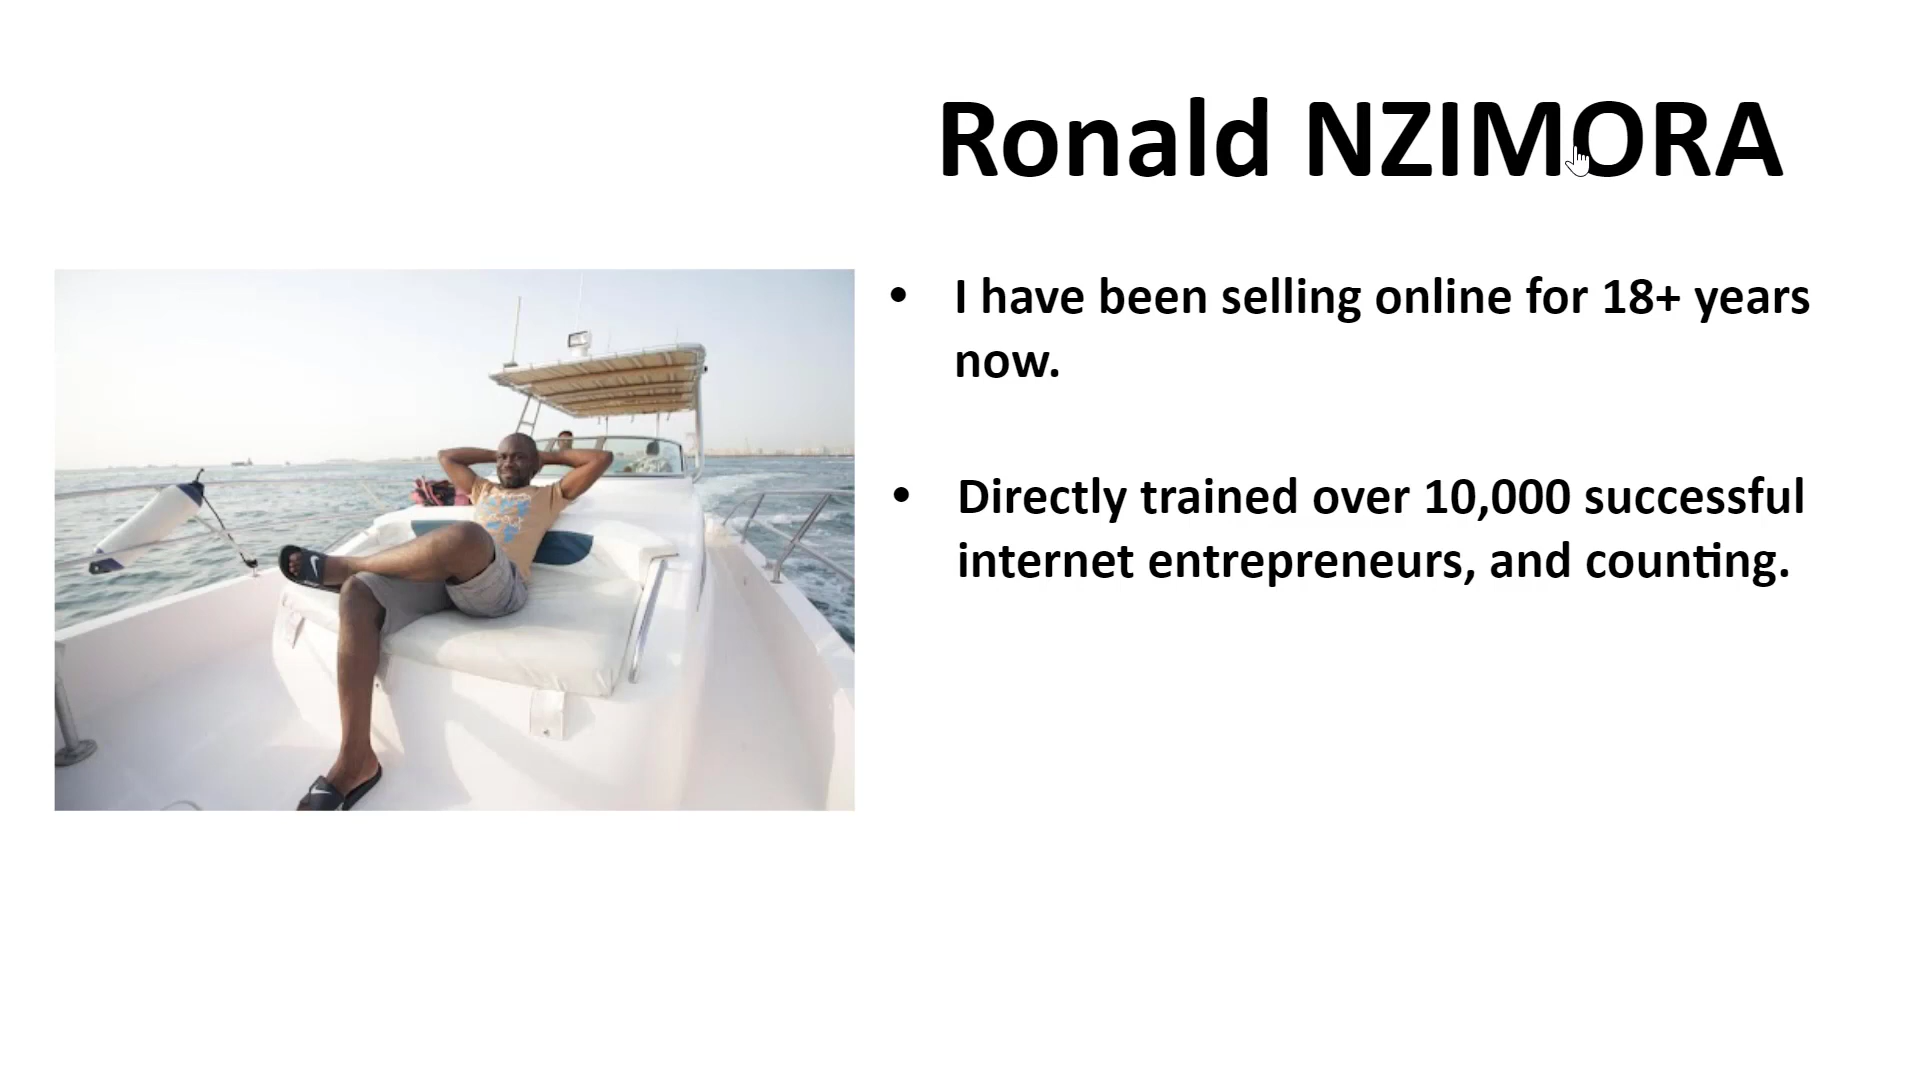 Ronald NZIMORA
• I have been selling online for 18+ years
now.
• Directly trained over 10,000 successful
internet entrepreneurs, and counting.